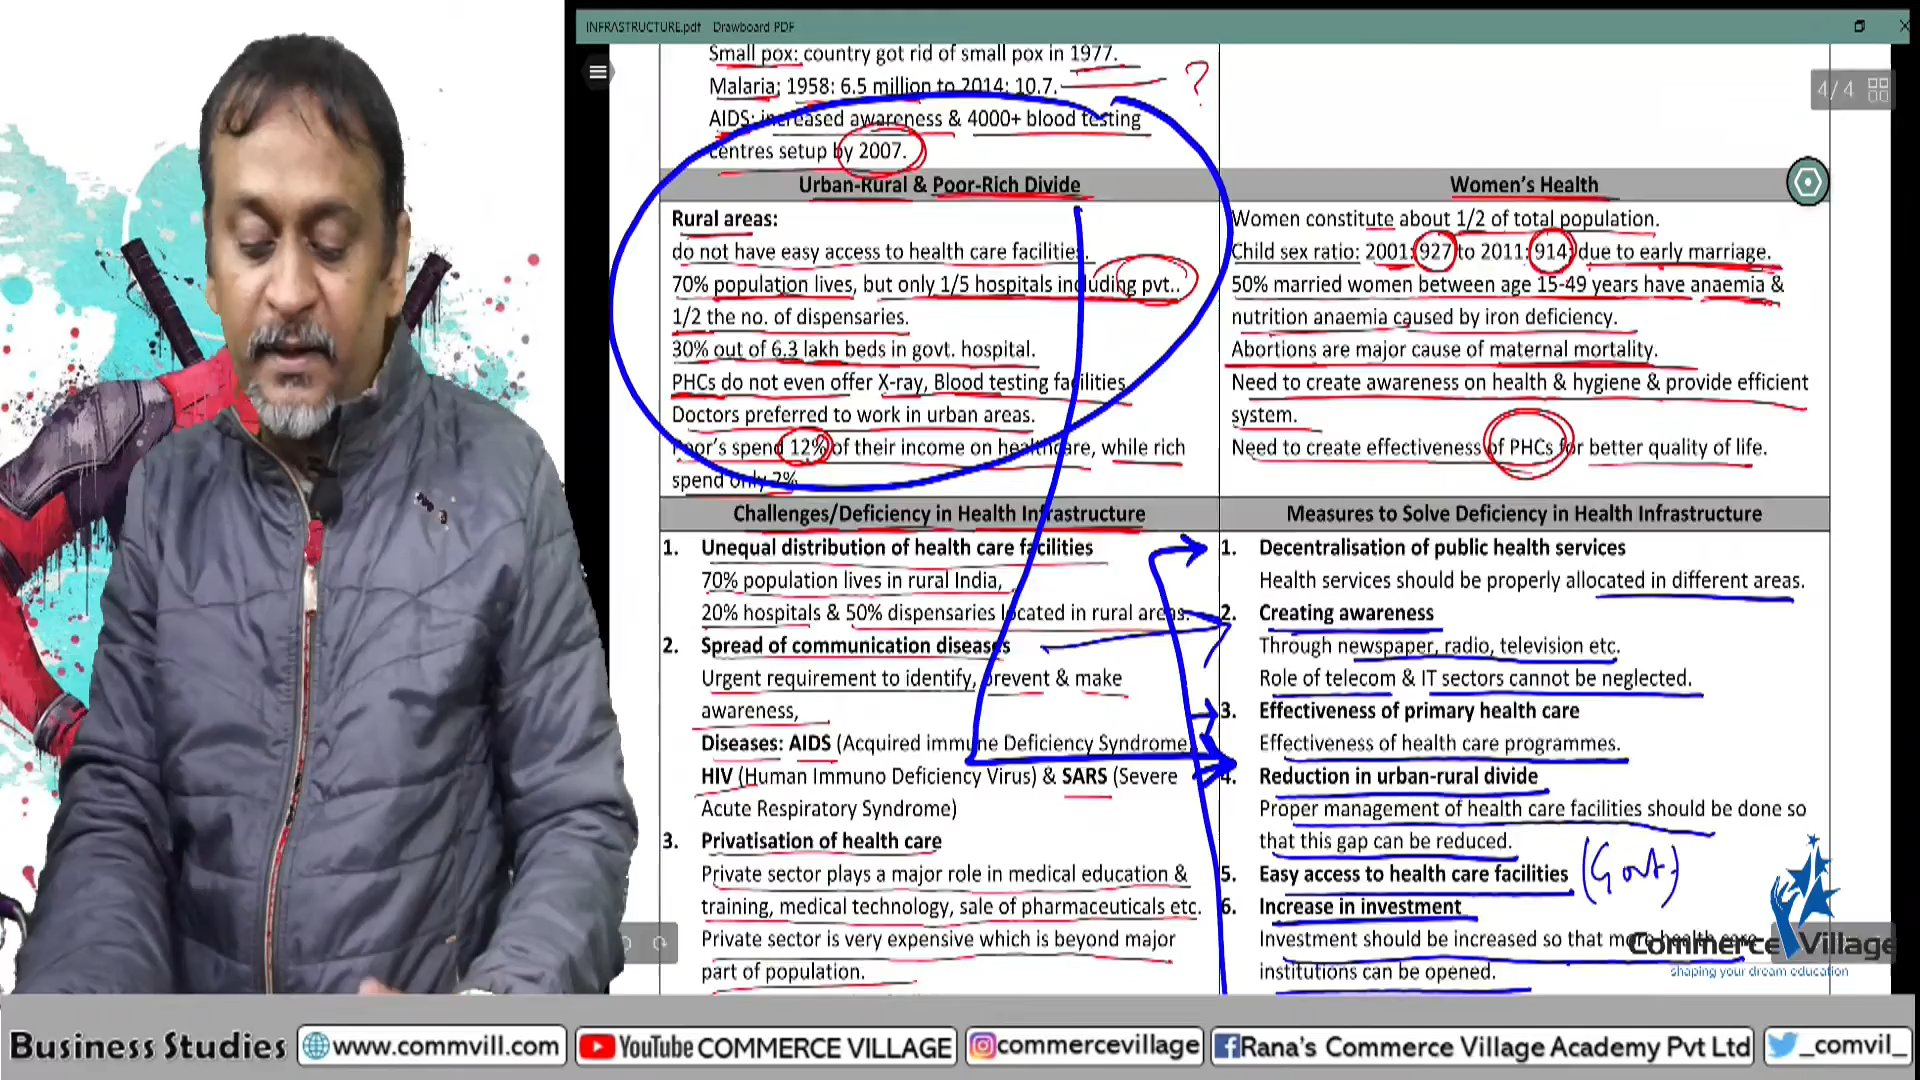 INFRASTRUCTURE.pdf Drawboard PDF
4/4
Small pox: country got rid of small pox in 1977.
Malaria; 1958: 6.5 million to 2014: 10.7.
?
AIDS: increased awareness & 4000+ blood testing
centres setup by 2007.
Urban-Rural & Poor-Rich Divide
Rural areas:
do not have easy access to health care facilities.
70% population lives, but only 1/5 hospitals including pvt..
1/2 the no. of dispensaries.
30% out of 6.3 lakh beds in govt. hospital.
PHCs do not even offer X-ray, Blood testing facilities
Doctors preferred to work in urban areas.
Poor's spend 12% of their income on healthcare, while rich
spend only 2%
Women's Health
Women constitute about 1/2 of total population.
Child sex ratio: 2001: 927 to 2011: 914: due to early marriage.
50% married women between age 15-49 years have anaemia &
nutrition anaemia caused by iron deficiency.
Abortions are major cause of maternal mortality.
Need to create awareness on health & hygiene & provide efficient
system.
Need to create effectiveness of PHCs for better quality of life.
Challenges/Deficiency in Health Infrastructure
1. Unequal distribution of health care facilities
70% population lives in rural India,
20% hospitals & 50% dispensaries located in rural areas.
2. Spread of communication diseases
Urgent requirement to identify, prevent & make
awareness,
Diseases: AIDS (Acquired immune Deficiency Syndrome
HIV (Human Immuno Deficiency Virus) & SARS (Severe
Acute Respiratory Syndrome)
3. Privatisation of health care
Private sector plays a major role in medical education &
training, medical technology, sale of pharmaceuticals etc.
Private sector is very expensive which is beyond major
part of population.
Measures to Solve Deficiency in Health Infrastructure
1. Decentralisation of public health services
Health services should be properly allocated in different areas.
2. Creating awareness
Through newspaper, radio, television etc.
Role of telecom & IT sectors cannot be neglected.
3. Effectiveness of primary health care
Effectiveness of health care programmes.
4. Reduction in urban-rural divide
Proper management of health care facilities should be done so
that this gap can be reduced.
5. Easy access to health care facilities (Govt.)
6. Increase in investment
Investment should be increased so that more health care
institutions can be opened.
Commerce Village
shaping your dream education
Business Studies www.commvill.com YouTube COMMERCE VILLAGE commercevillage Rana's Commerce Village Academy Pvt Ltd _comvil_